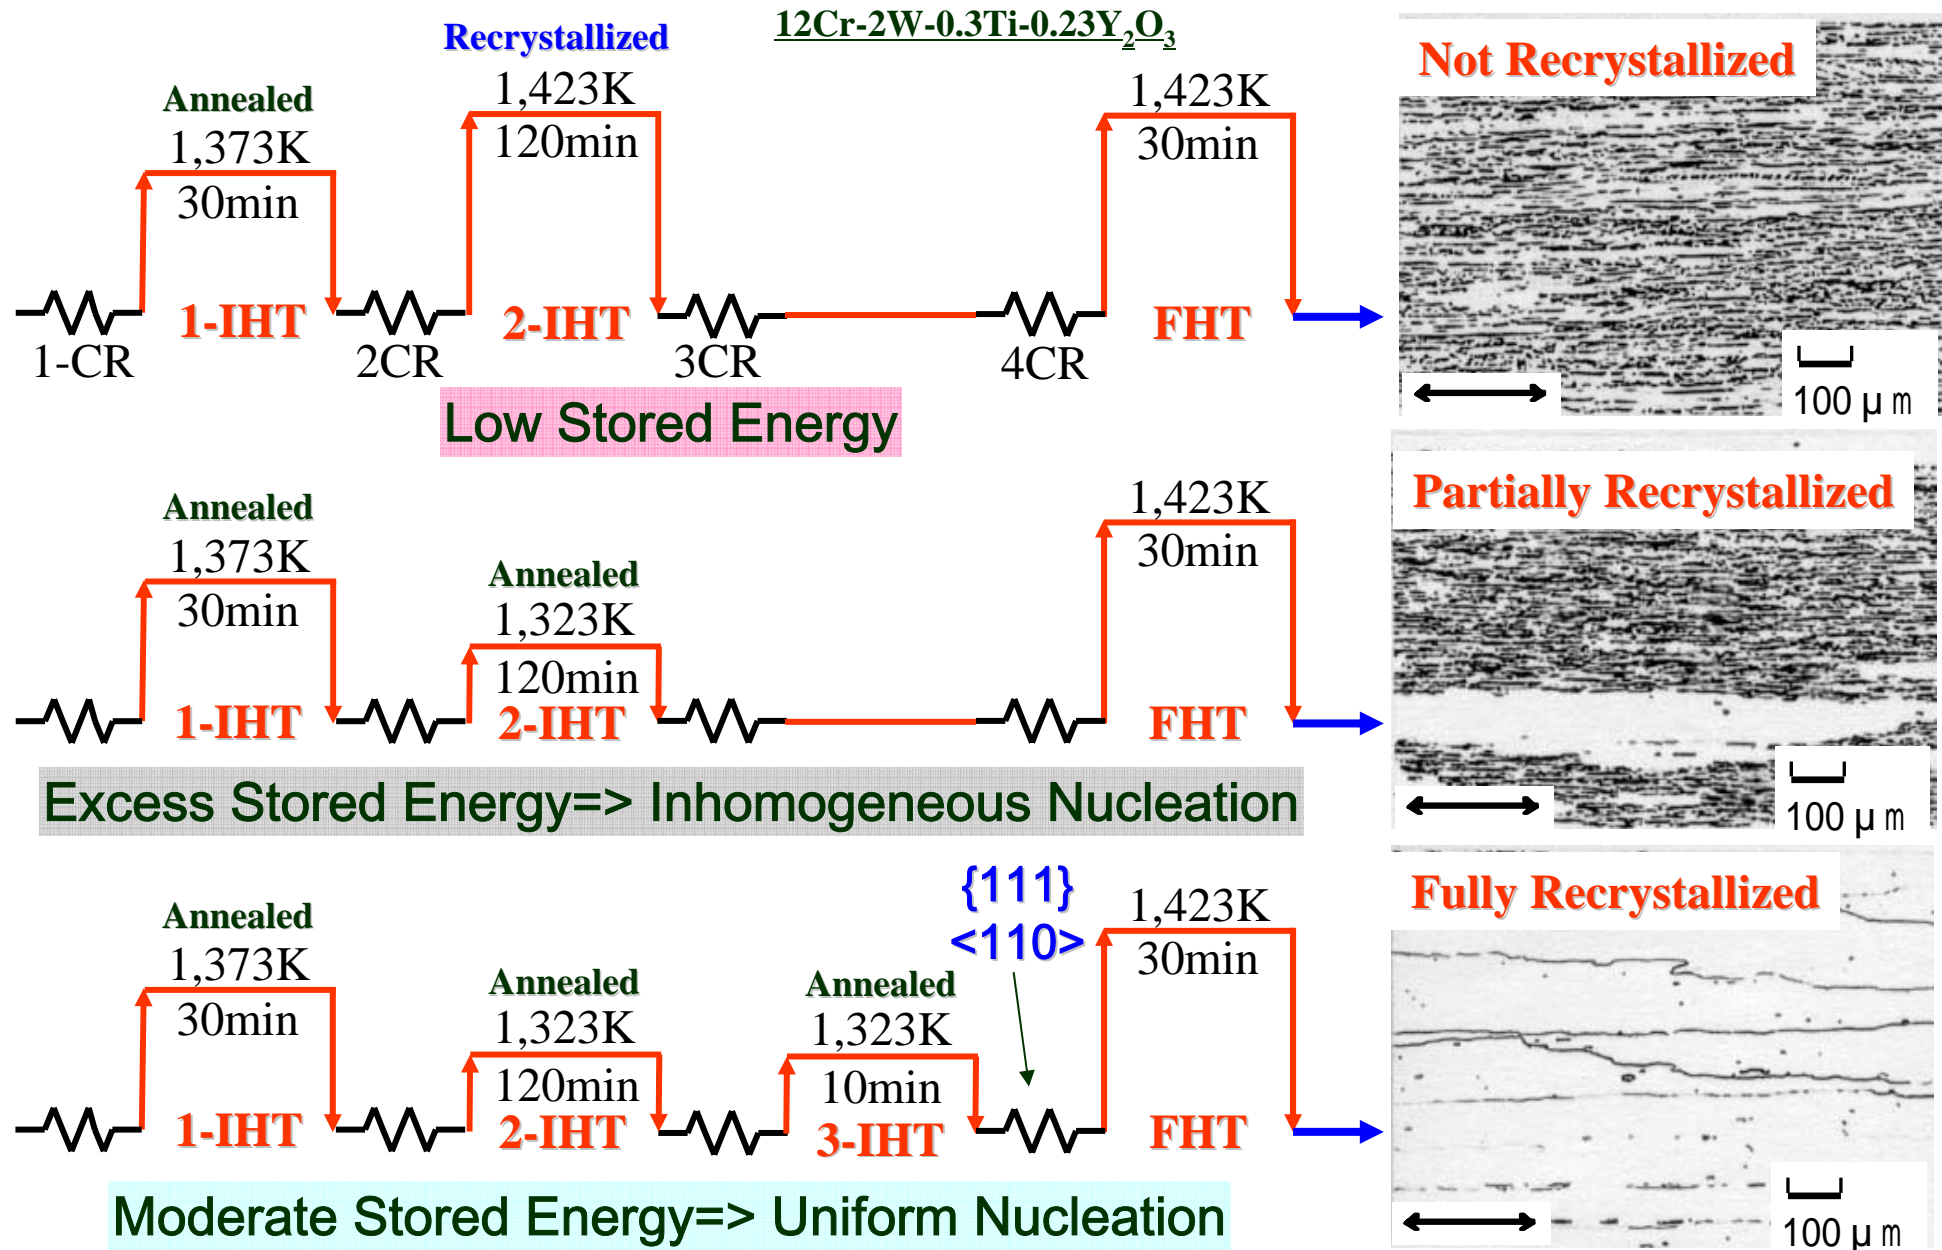 12Cr-2W-0.3Ti-0.23Y₂O₃
Recrystallized
Annealed
1,373K
30min
1,423K
120min
1,423K
30min
1-IHT
2-IHT
FHT
1-CR
2CR
3CR
4CR
Low Stored Energy
Not Recrystallized
100 μm
Annealed
1,373K
30min
Annealed
1,323K
120min
1,423K
30min
1-IHT
2-IHT
FHT
Excess Stored Energy=> Inhomogeneous Nucleation
Partially Recrystallized
100 μm
Annealed
1,373K
30min
Annealed
1,323K
120min
Annealed
1,323K
10min
{111}
<110>
1,423K
30min
1-IHT
2-IHT
3-IHT
FHT
Moderate Stored Energy=> Uniform Nucleation
Fully Recrystallized
100 μm